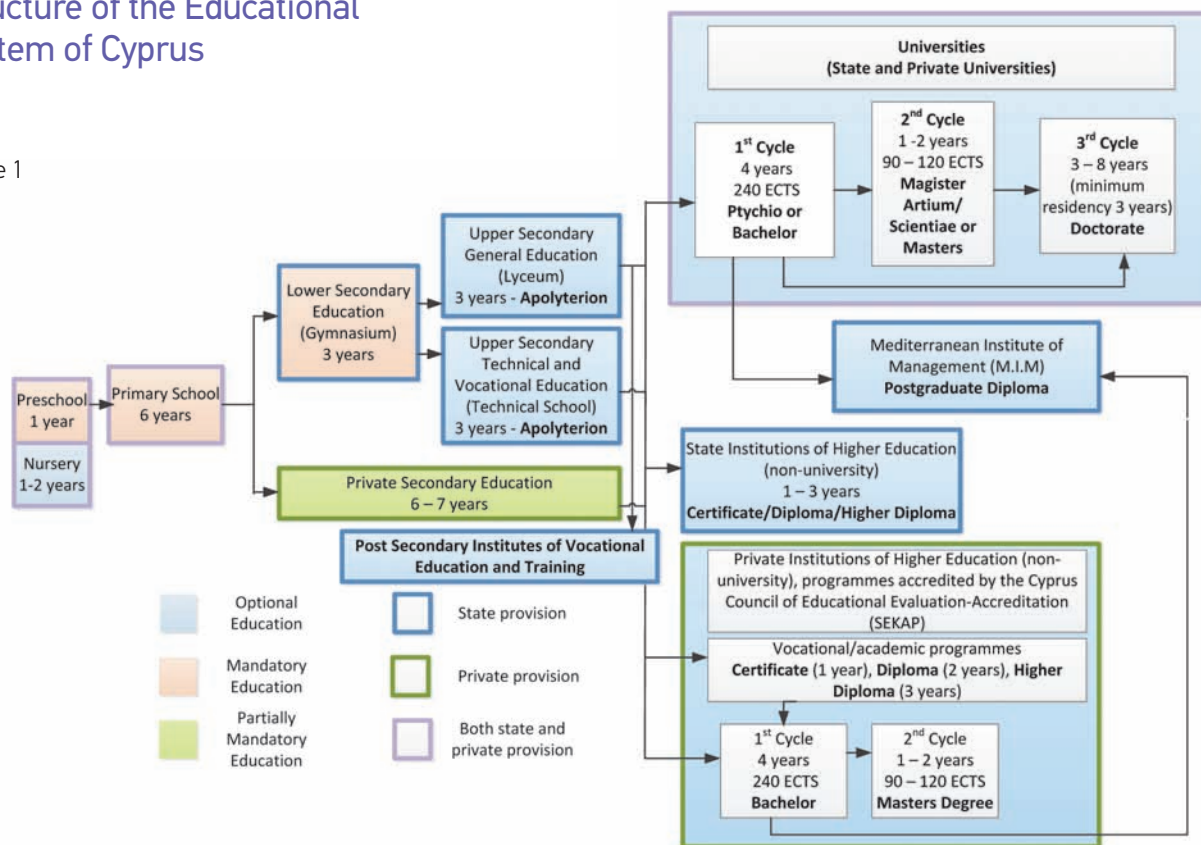 ucture of the Educational
tem of Cyprus
e 1
Universities
(State and Private Universities)
1st Cycle
4 years
240 ECTS
Ptychio or
Bachelor
2nd Cycle
1 -2 years
90 – 120 ECTS
Magister
Artium/
Scientiae or
Masters
3rd Cycle
3 – 8 years
(minimum
residency 3 years)
Doctorate
Upper Secondary
General Education
(Lyceum)
3 years - Apolyterion
Lower Secondary
Education
(Gymnasium)
3 years
Upper Secondary
Technical and
Vocational Education
(Technical School)
3 years - Apolyterion
Mediterranean Institute of
Management (M.I.M)
Postgraduate Diploma
Preschool
1 year
Primary School
6 years
Nursery
1-2 years
State Institutions of Higher Education
(non-university)
1 – 3 years
Certificate/Diploma/Higher Diploma
Private Secondary Education
6 – 7 years
Post Secondary Institutes of Vocational
Education and Training
Private Institutions of Higher Education (non-
university), programmes accredited by the Cyprus
Council of Educational Evaluation-Accreditation
(SEKAP)
Vocational/academic programmes
Certificate (1 year), Diploma (2 years), Higher
Diploma (3 years)
1st Cycle
4 years
240 ECTS
Bachelor
2nd Cycle
1 – 2 years
90 – 120 ECTS
Masters Degree
Optional
Education
State provision
Mandatory
Education
Private provision
Partially
Mandatory
Education
Both state and
private provision